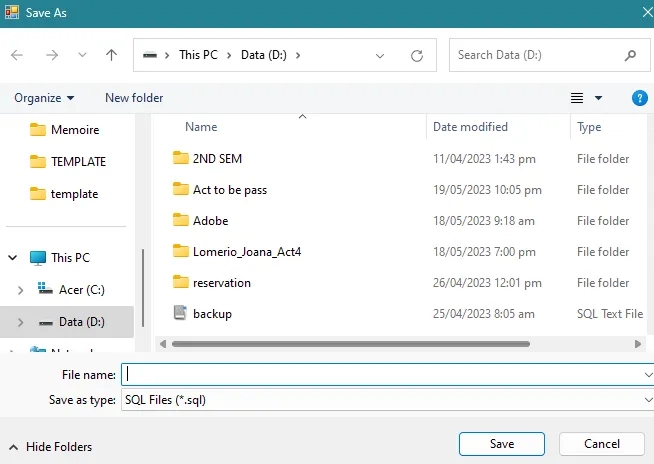 Save As
This PC Data (D:) Search Data (D:)
Organize New folder
Name Date modified Type
Memoire
TEMPLATE
template
This PC
Acer (C:)
Data (D:)
2ND SEM 11/04/2023 1:43 pm File folder
Act to be pass 19/05/2023 10:05 pm File folder
Adobe 18/05/2023 9:18 am File folder
Lomerio_Joana_Act4 18/05/2023 7:00 pm File folder
reservation 26/04/2023 12:01 pm File folder
backup 25/04/2023 8:05 am SQL Text File
File name:
Save as type: SQL Files (*.sql)
Hide Folders Save Cancel